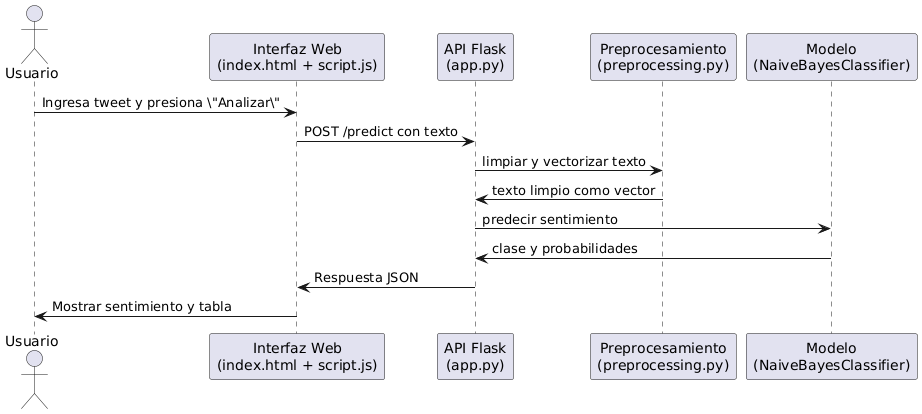 Usuario
Interfaz Web
(index.html + script.js)
API Flask
(app.py)
Preprocesamiento
(preprocessing.py)
Modelo
(NaiveBayesClassifier)
Ingresa tweet y presiona \"Analizar\"
POST /predict con texto
limpiar y vectorizar texto
texto limpio como vector
predecir sentimiento
clase y probabilidades
Respuesta JSON
Mostrar sentimiento y tabla
Usuario
Interfaz Web
(index.html + script.js)
API Flask
(app.py)
Preprocesamiento
(preprocessing.py)
Modelo
(NaiveBayesClassifier)